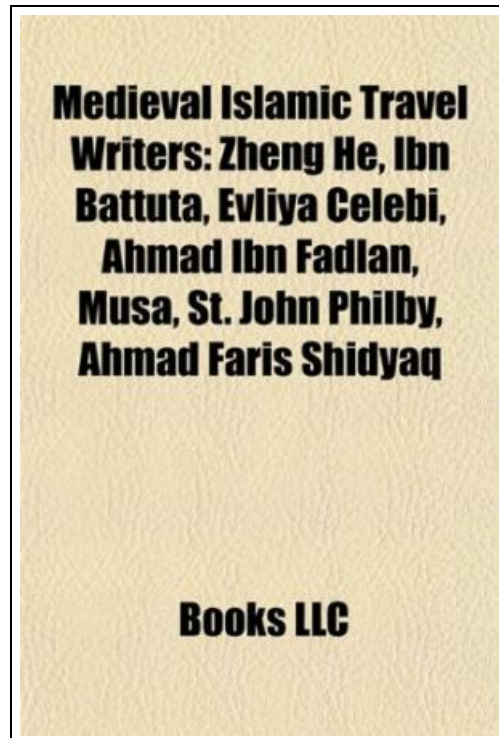 Medieval Islamic Travel
Writers: Zheng He, Ibn
Battuta, Evliya Celebi,
Ahmad Ibn Fadlan,
Musa, St. John Philby,
Ahmad Faris Shidyaq
Books LLC